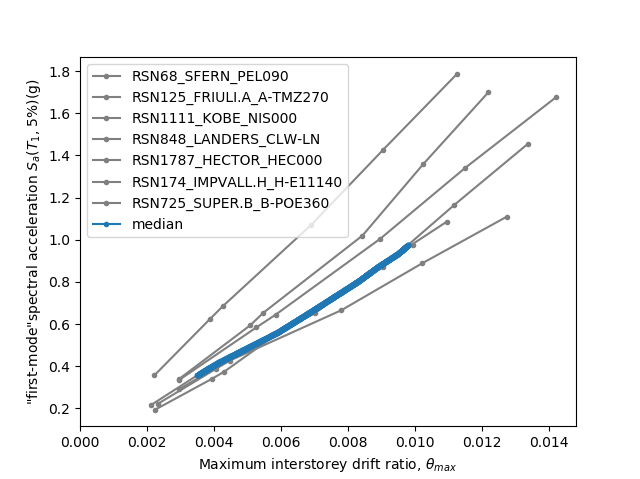 1.8
1.6
1.4
1.2
1.0
0.8
0.6
0.4
0.2
"first-mode"spectral acceleration Sₐ(T₁, 5%)(g)
RSN68_SFERN_PEL090
RSN125_FRIULI.A_A-TMZ270
RSN1111_KOBE_NIS000
RSN848_LANDERS_CLW-LN
RSN1787_HECTOR_HEC000
RSN174_IMPVALL.H_H-E11140
RSN725_SUPER.B_B-POE360
median
0.000 0.002 0.004 0.006 0.008 0.010 0.012 0.014
Maximum interstorey drift ratio, θmax